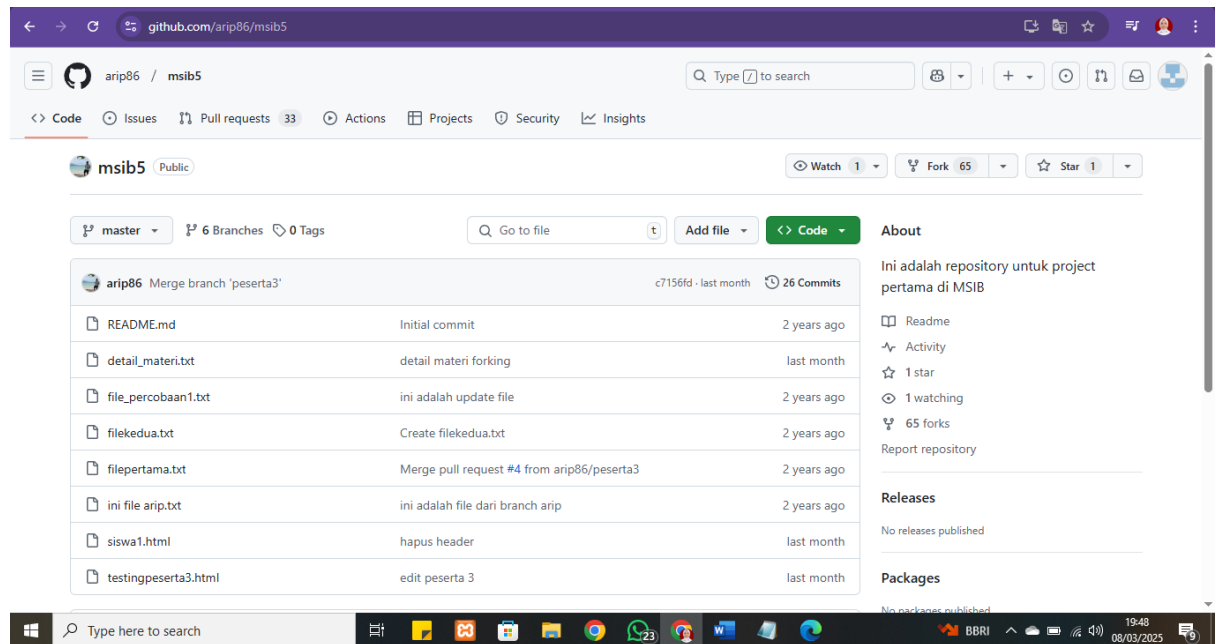 github.com/arip86/msib5
arip86 / msib5
Type / to search
<> Code Issues Pull requests 33 Actions Projects Security Insights
msib5 Public
Watch 1 Fork 65 Star 1
master 6 Branches 0 Tags Go to file t Add file <> Code
arip86 Merge branch 'peserta3' c7156fd · last month 26 Commits
README.md Initial commit 2 years ago
detail_materi.txt detail materi forking last month
file_percobaan1.txt ini adalah update file 2 years ago
filekedua.txt Create filekedua.txt 2 years ago
filepertama.txt Merge pull request #4 from arip86/peserta3 2 years ago
ini file arip.txt ini adalah file dari branch arip 2 years ago
siswa1.html hapus header last month
testingpeserta3.html edit peserta 3 last month
About
Ini adalah repository untuk project
pertama di MSIB
Readme
Activity
1 star
1 watching
65 forks
Report repository
Releases
No releases published
Packages
No packages published
Type here to search
23
BBRI
19:48
08/03/2025
9